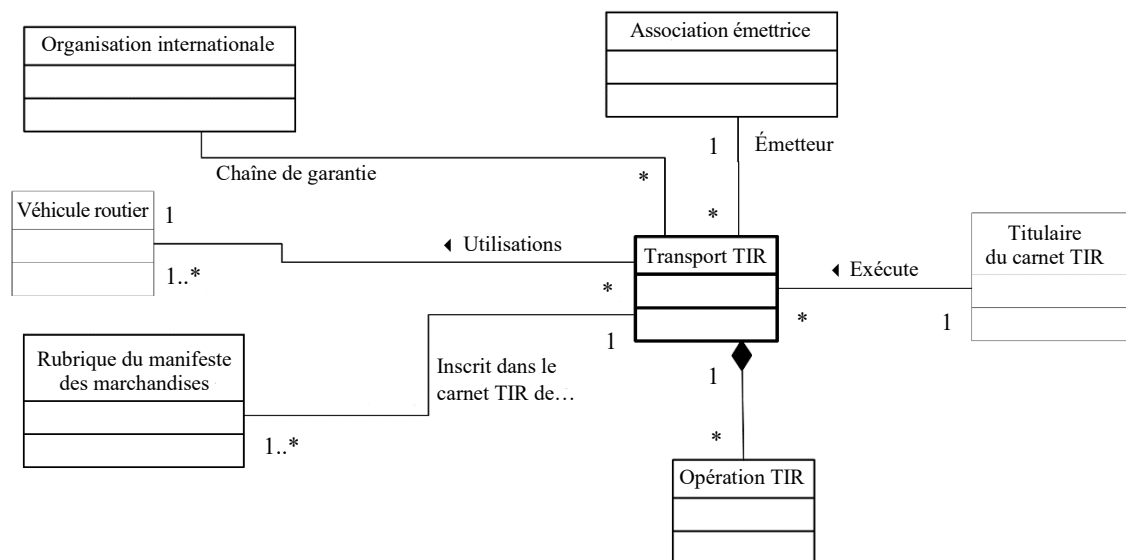 Organisation internationale
Association émettrice
1
Émetteur
Chaîne de garantie
*
*
Véhicule routier
1
1..*
◄ Utilisations
*
Transport TIR
◄ Exécute
*
1
Titulaire
du carnet TIR
Rubrique du manifeste
des marchandises
1..*
Inscrit dans le
carnet TIR de…
1
1
*
Opération TIR